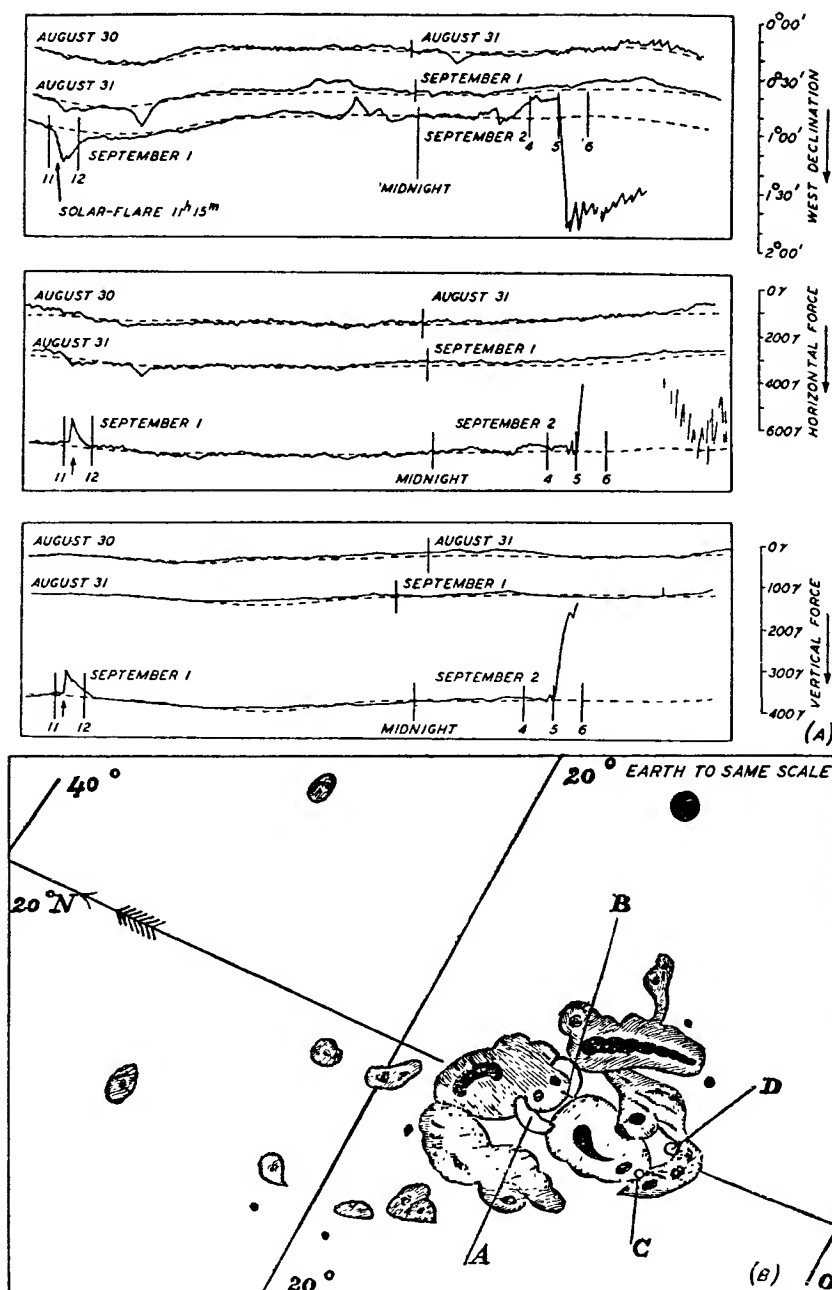 AUGUST 30 AUGUST 31
AUGUST 31 SEPTEMBER 1
SEPTEMBER 1 SEPTEMBER 2
11 12 4 5 6
MIDNIGHT
SOLAR-FLARE 11ʰ 15ᵐ
0°00'
0°30'
1°00'
1°30'
2°00'
WEST DECLINATION
AUGUST 30 AUGUST 31
AUGUST 31 SEPTEMBER 1
SEPTEMBER 1 SEPTEMBER 2
11 12 MIDNIGHT 4 5 6
0γ
200γ
400γ
600γ
HORIZONTAL FORCE
AUGUST 30 AUGUST 31
AUGUST 31 SEPTEMBER 1
SEPTEMBER 1 SEPTEMBER 2
11 12 MIDNIGHT 4 5 6
0γ
100γ
200γ
300γ
400γ
VERTICAL FORCE
(A)
40° 20° EARTH TO SAME SCALE
20°N
B
D
A C
20° (B) 0